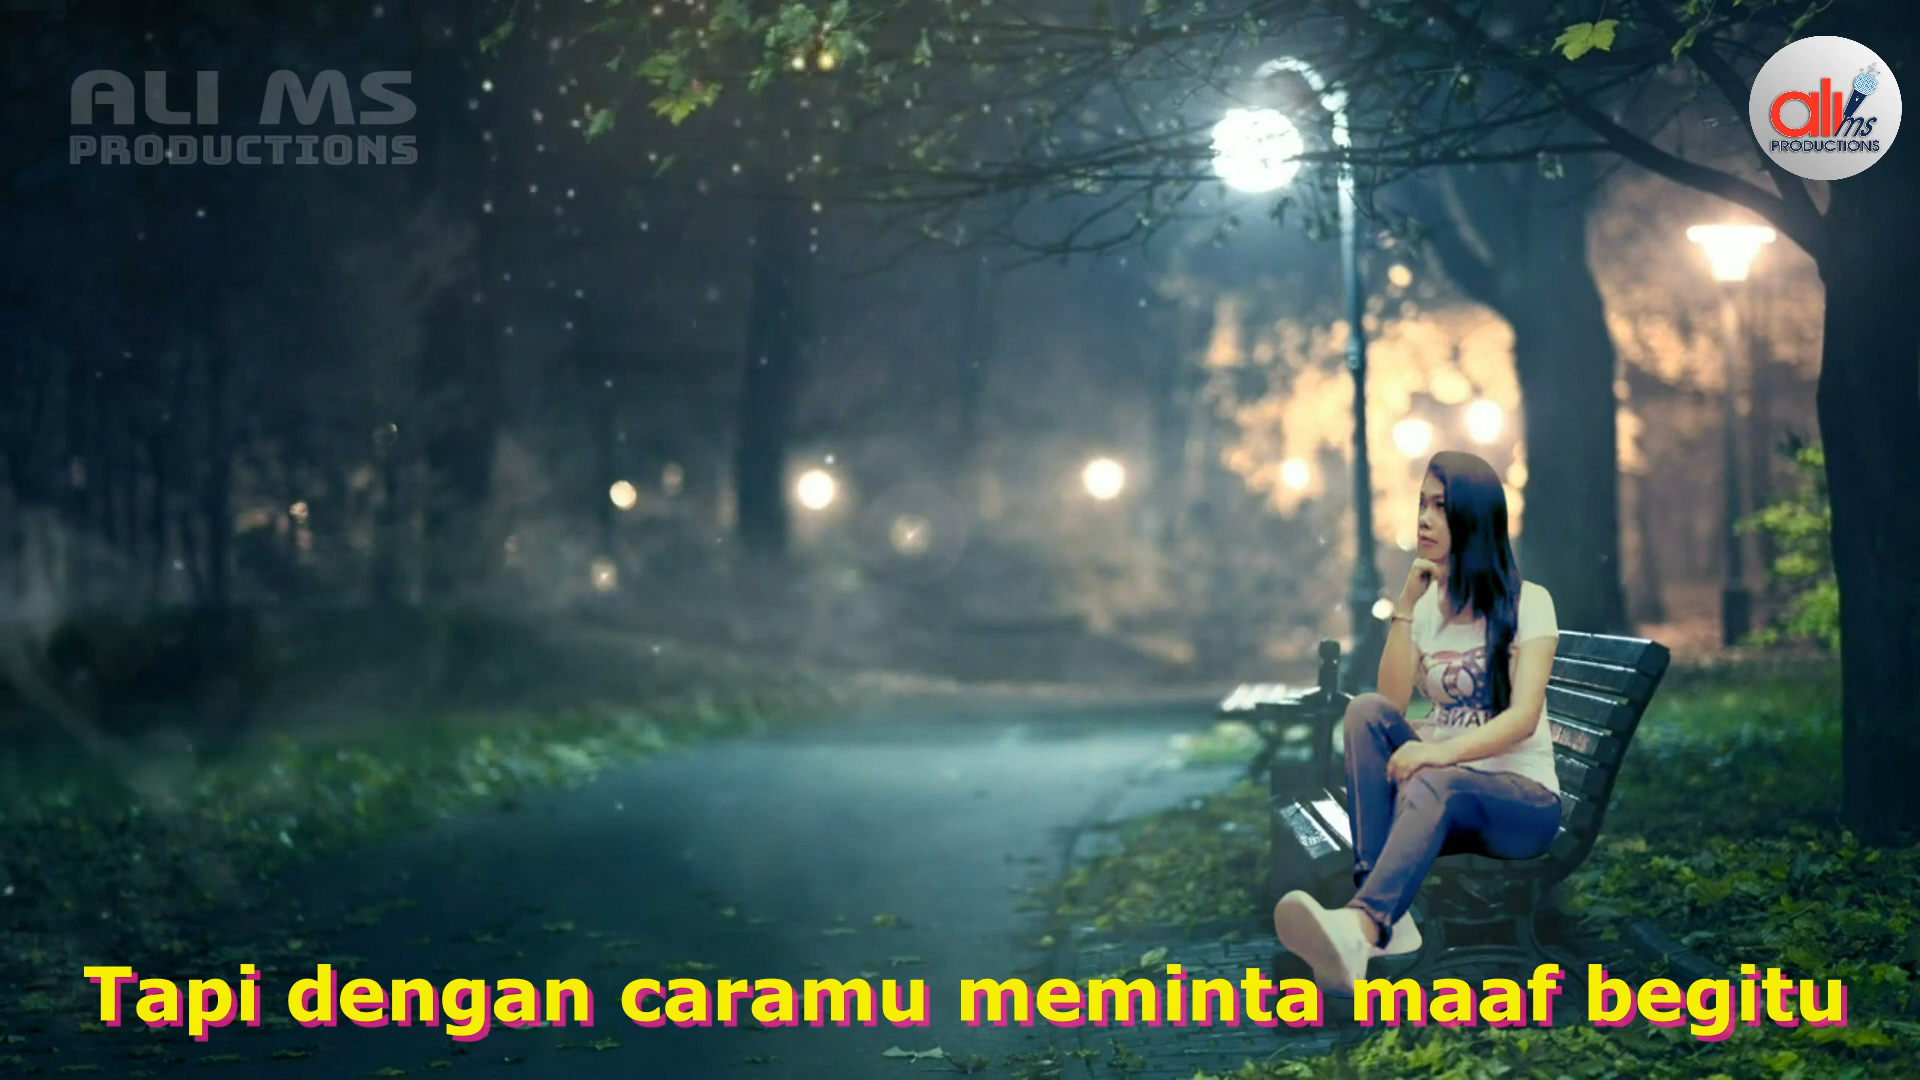 ALI MS
PRODUCTIONS
ali ms
PRODUCTIONS
Tapi dengan caramu meminta maaf begitu